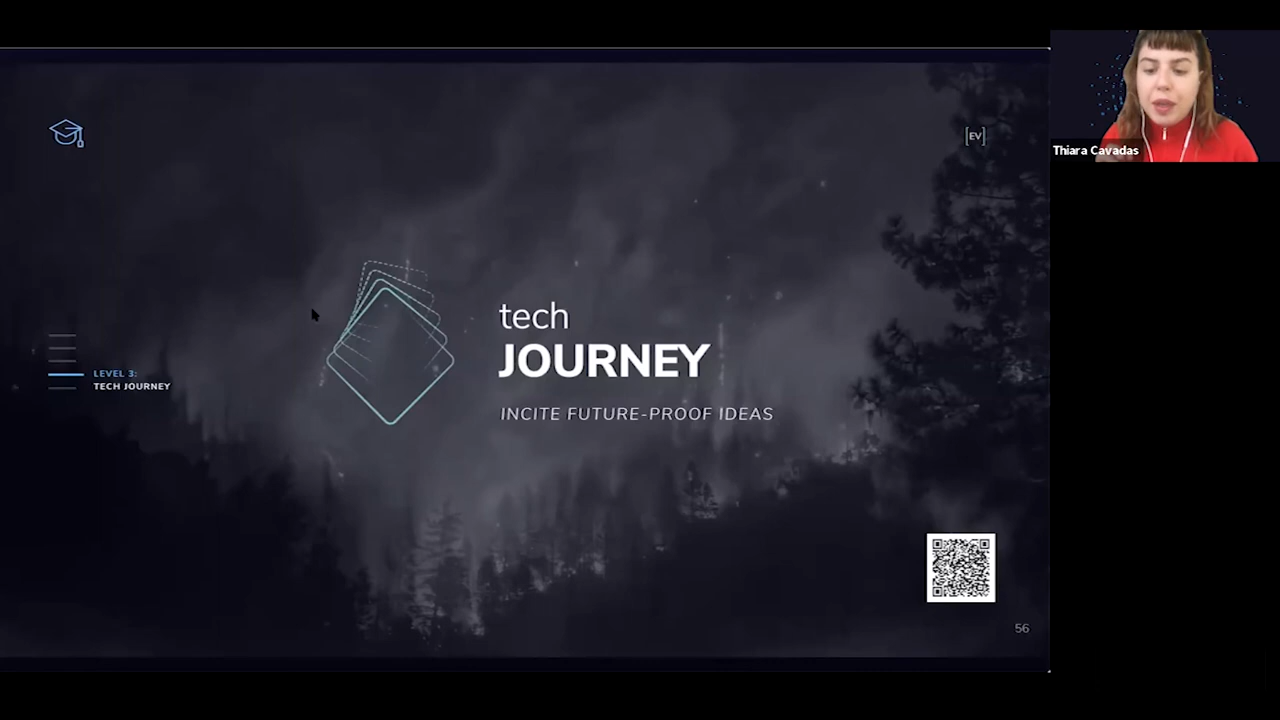 [EV]
Thiara Cavadas
tech
JOURNEY
LEVEL 3:
TECH JOURNEY
INCITE FUTURE-PROOF IDEAS
56